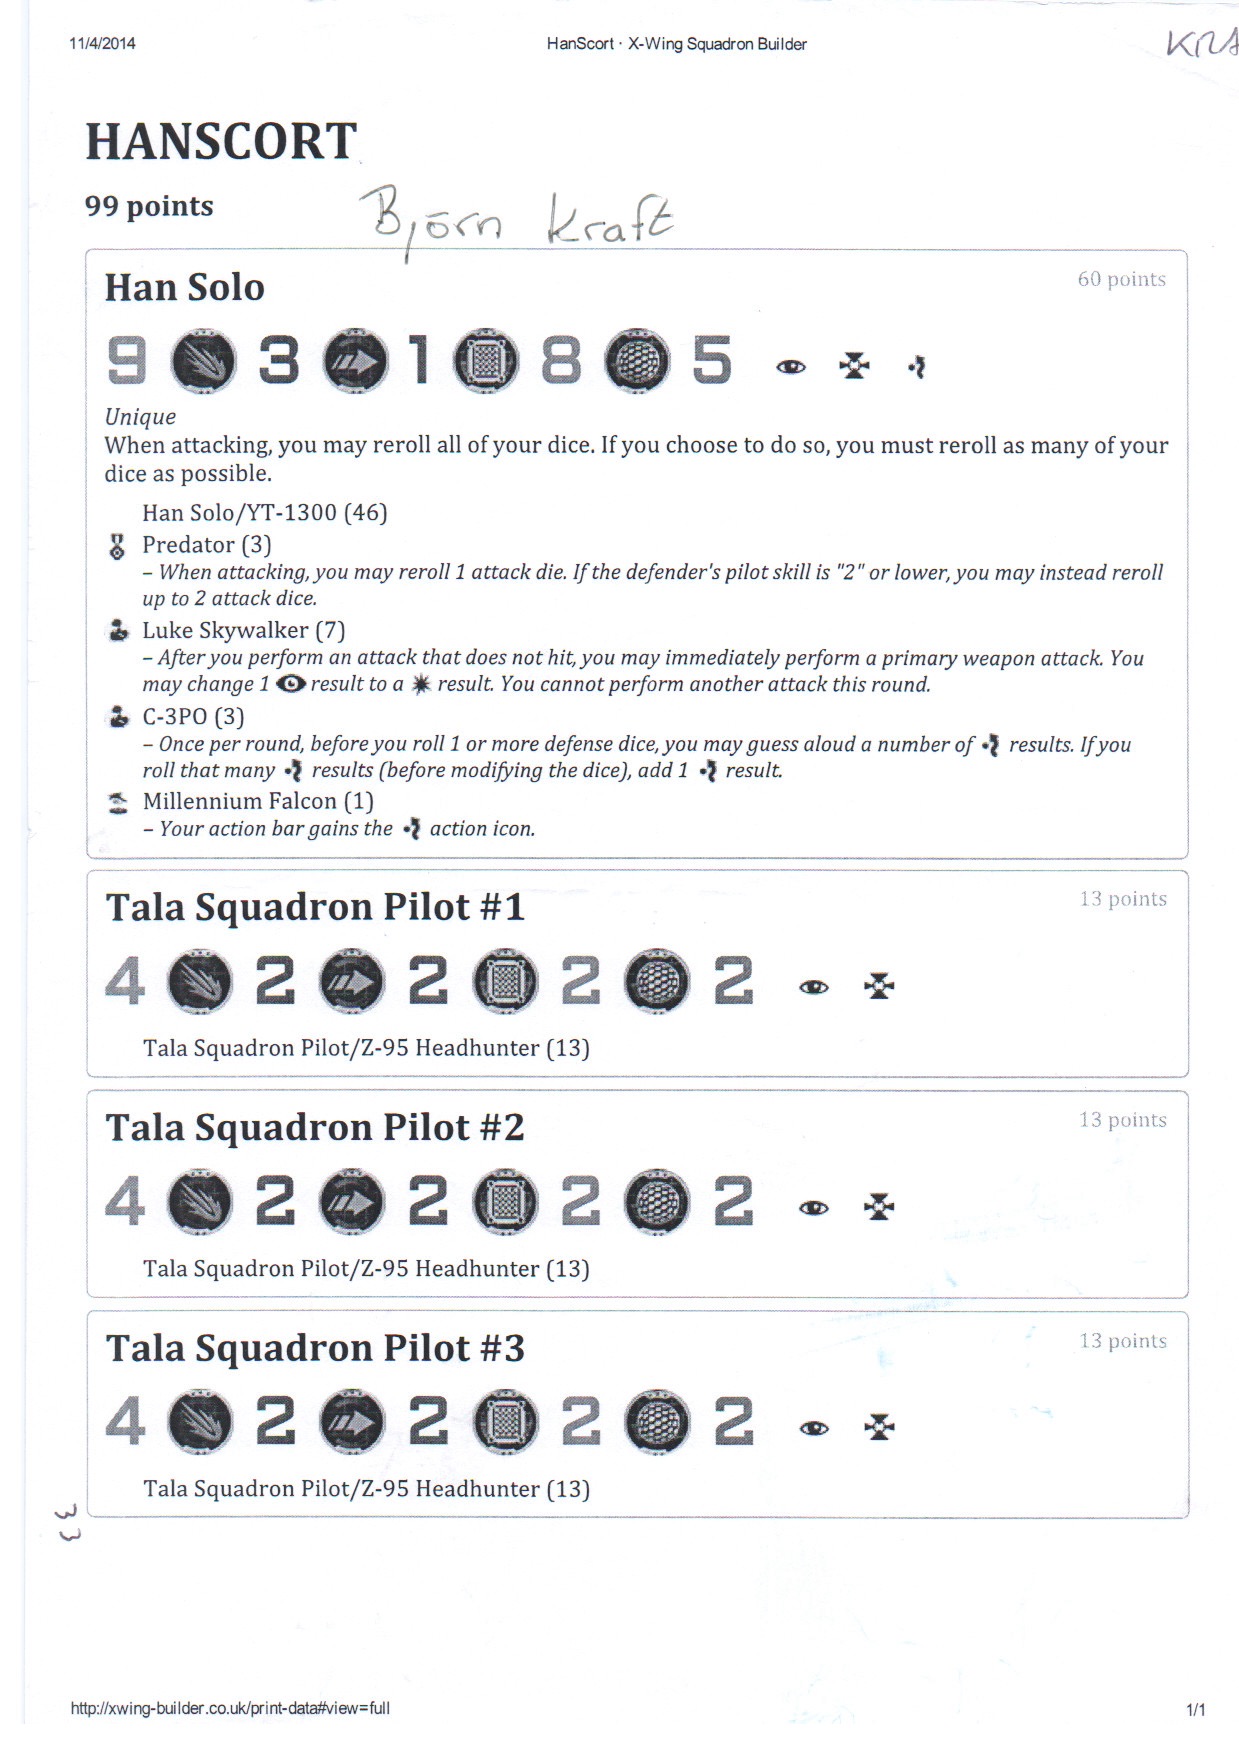 11/4/2014 HanScort · X-Wing Squadron Builder
HANSCORT
99 points
Björn Kraft
Han Solo 60 points
9 3 1 8 5
Unique
When attacking, you may reroll all of your dice. If you choose to do so, you must reroll as many of your
dice as possible.
Han Solo/YT-1300 (46)
Predator (3)
– When attacking, you may reroll 1 attack die. If the defender's pilot skill is "2" or lower, you may instead reroll
up to 2 attack dice.
Luke Skywalker (7)
– After you perform an attack that does not hit, you may immediately perform a primary weapon attack. You
may change 1 result to a result. You cannot perform another attack this round.
C-3PO (3)
– Once per round, before you roll 1 or more defense dice, you may guess aloud a number of results. If you
roll that many results (before modifying the dice), add 1 result.
Millennium Falcon (1)
– Your action bar gains the action icon.
Tala Squadron Pilot #1 13 points
4 2 2 2 2
Tala Squadron Pilot/Z-95 Headhunter (13)
Tala Squadron Pilot #2 13 points
4 2 2 2 2
Tala Squadron Pilot/Z-95 Headhunter (13)
Tala Squadron Pilot #3 13 points
4 2 2 2 2
Tala Squadron Pilot/Z-95 Headhunter (13)
33
http://xwing-builder.co.uk/print-data#view=full 1/1